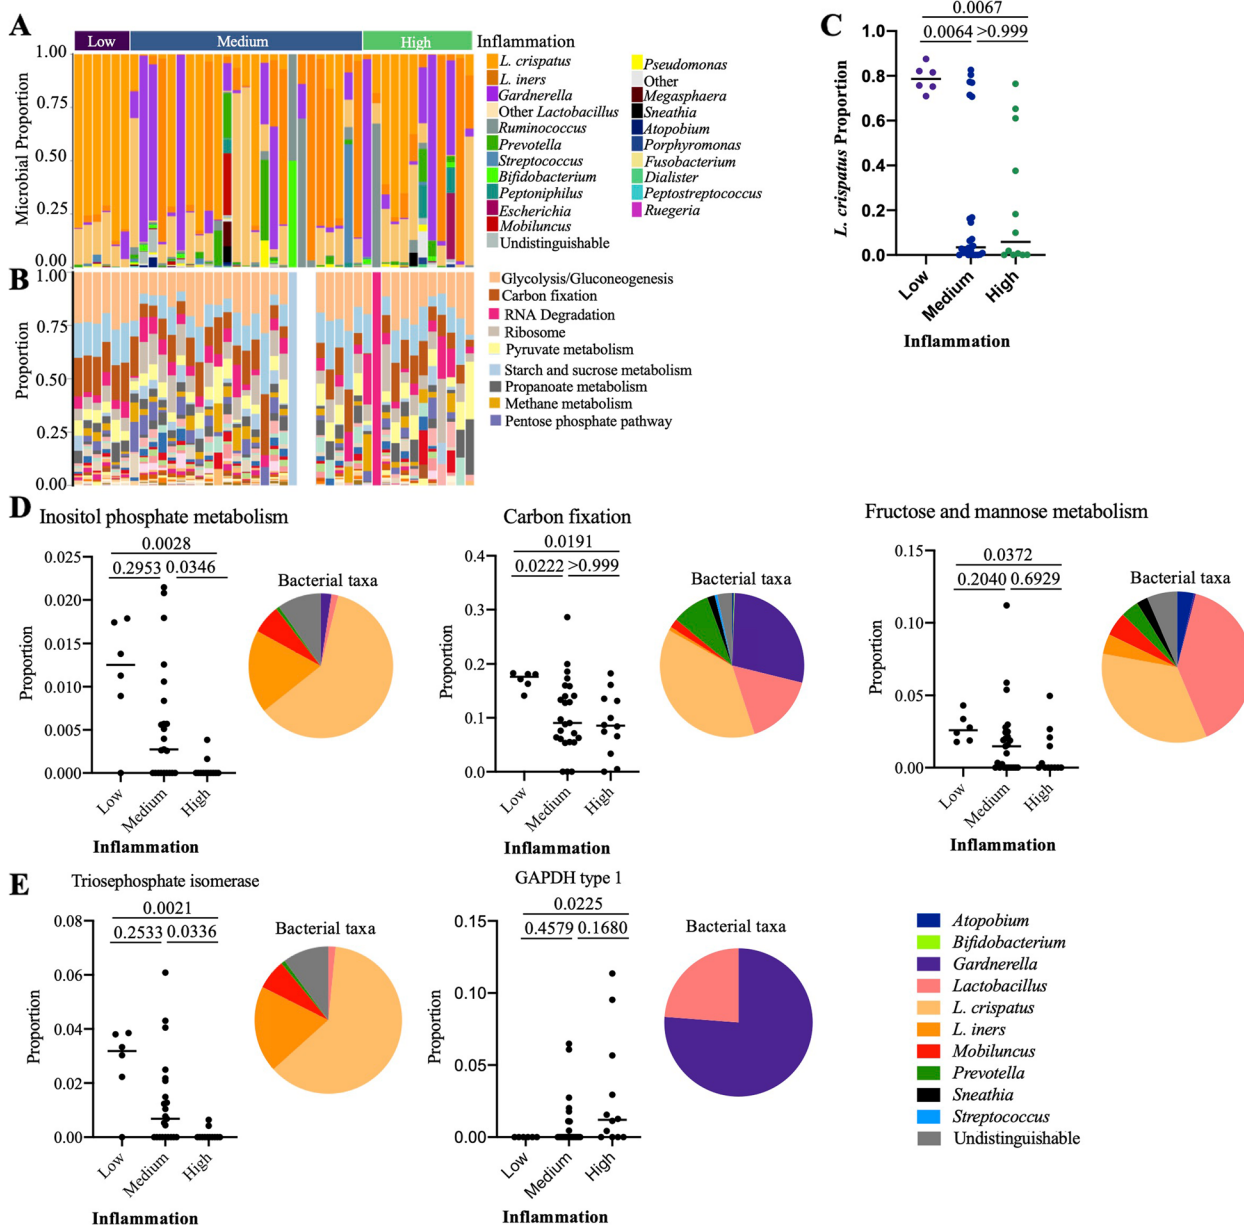 A
Low Medium High Inflammation
Microbial Proportion
1.00
0.75
0.50
0.25
0.00
L. crispatus
L. iners
Gardnerella
Other Lactobacillus
Ruminococcus
Prevotella
Streptococcus
Bifidobacterium
Peptoniphilus
Escherichia
Mobiluncus
Undistinguishable
Pseudomonas
Other
Megasphaera
Sneathia
Atopobium
Porphyromonas
Fusobacterium
Dialister
Peptostreptococcus
Ruegeria
B
Proportion
1.00
0.75
0.50
0.25
0.00
Glycolysis/Gluconeogenesis
Carbon fixation
RNA Degradation
Ribosome
Pyruvate metabolism
Starch and sucrose metabolism
Propanoate metabolism
Methane metabolism
Pentose phosphate pathway
C
0.0067
0.0064 >0.999
L. crispatus Proportion
1.0
0.8
0.6
0.4
0.2
0.0
Low Medium High
Inflammation
D
Inositol phosphate metabolism
0.0028
0.2953 0.0346
Proportion
0.025
0.020
0.015
0.010
0.005
0.000
Low Medium High
Inflammation
Bacterial taxa
Carbon fixation
0.0191
0.0222 >0.999
Proportion
0.4
0.3
0.2
0.1
0.0
Low Medium High
Inflammation
Bacterial taxa
Fructose and mannose metabolism
0.0372
0.2040 0.6929
Proportion
0.15
0.10
0.05
0.00
Low Medium High
Inflammation
Bacterial taxa
E
Triosephosphate isomerase
0.0021
0.2533 0.0336
Proportion
0.08
0.06
0.04
0.02
0.00
Low Medium High
Inflammation
Bacterial taxa
GAPDH type 1
0.0225
0.4579 0.1680
Proportion
0.15
0.10
0.05
0.00
Low Medium High
Inflammation
Bacterial taxa
Atopobium
Bifidobacterium
Gardnerella
Lactobacillus
L. crispatus
L. iners
Mobiluncus
Prevotella
Sneathia
Streptococcus
Undistinguishable